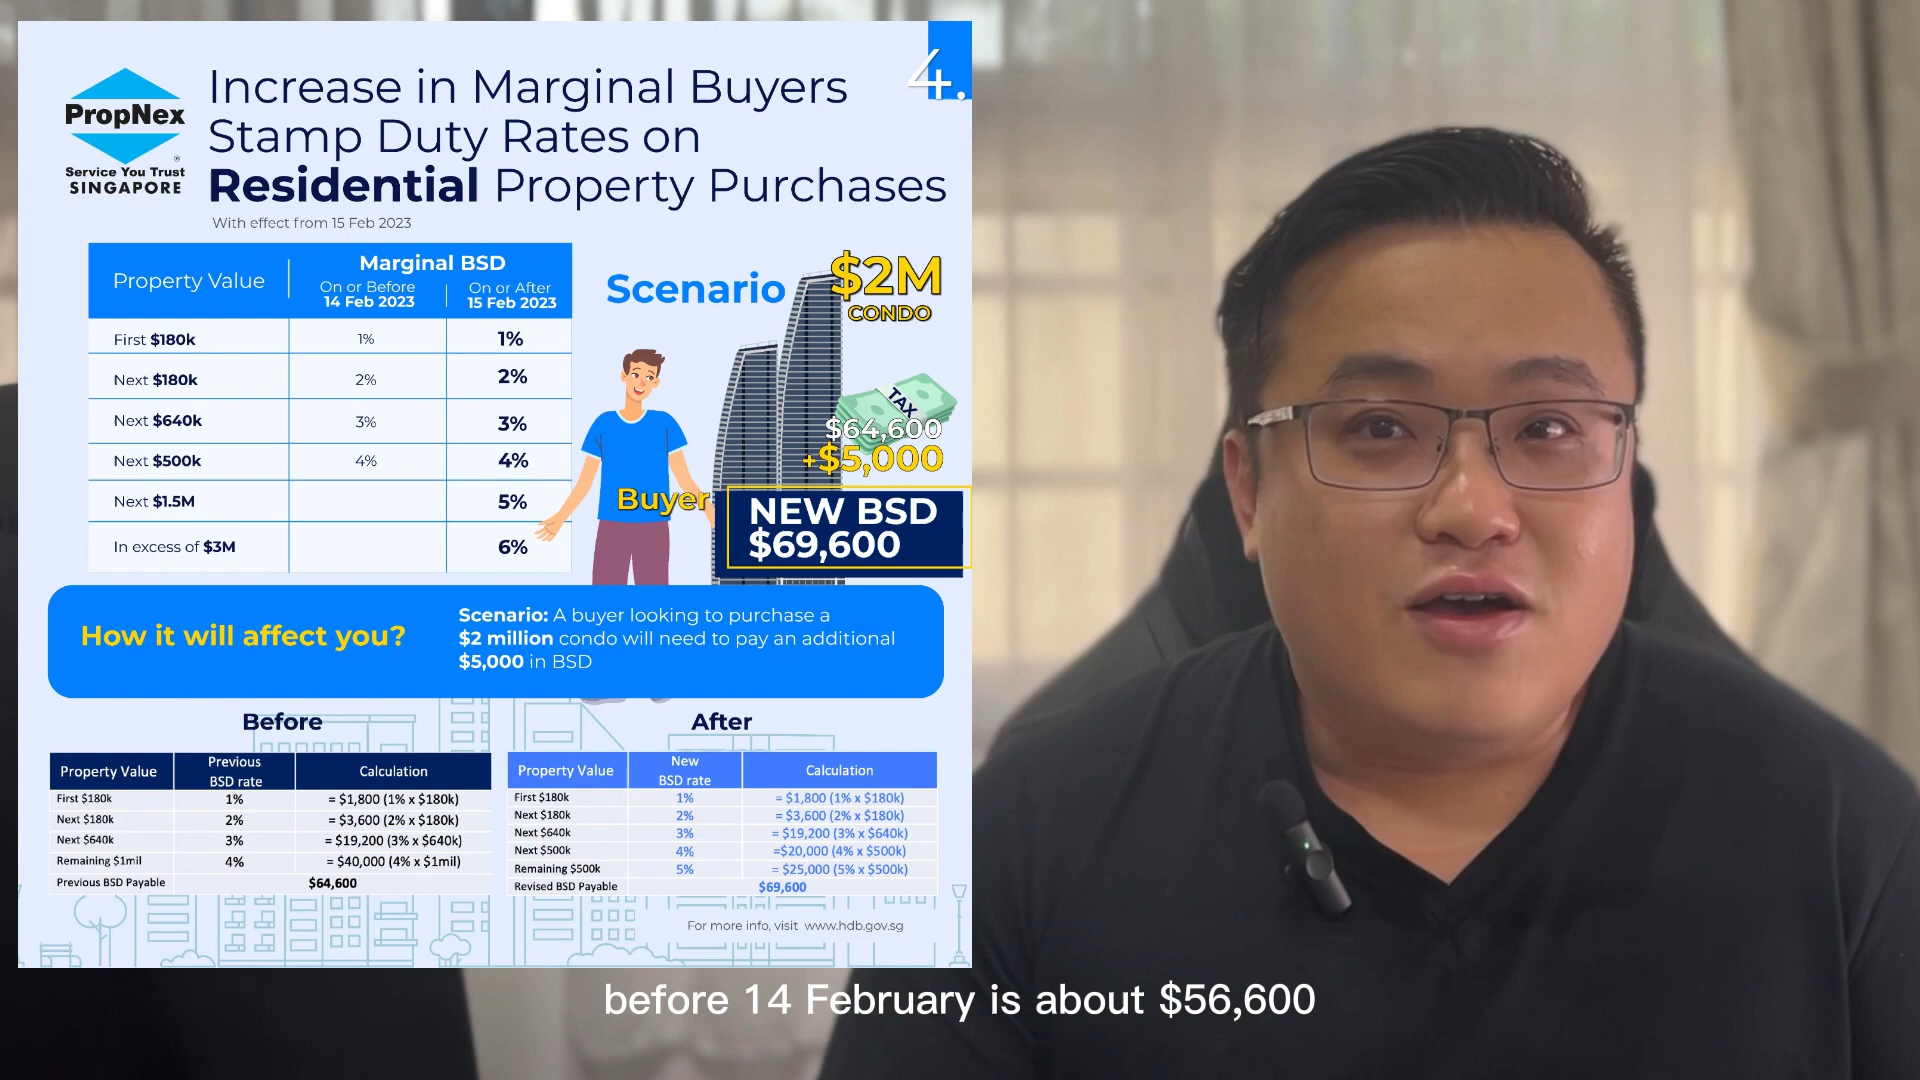 4.
PropNex
®
Service You Trust
SINGAPORE
Increase in Marginal Buyers
Stamp Duty Rates on
Residential Property Purchases
With effect from 15 Feb 2023
Property Value
Marginal BSD
On or Before
14 Feb 2023
On or After
15 Feb 2023
First $180k 1% 1%
Next $180k 2% 2%
Next $640k 3% 3%
Next $500k 4% 4%
Next $1.5M 5%
In excess of $3M 6%
Scenario
$2M
CONDO
TAX
$64,600
+$5,000
Buyer
NEW BSD
$69,600
How it will affect you?
Scenario: A buyer looking to purchase a
$2 million condo will need to pay an additional
$5,000 in BSD
Before
Property Value Previous BSD rate Calculation
First $180k 1% = $1,800 (1% x $180k)
Next $180k 2% = $3,600 (2% x $180k)
Next $640k 3% = $19,200 (3% x $640k)
Remaining $1mil 4% = $40,000 (4% x $1mil)
Previous BSD Payable $64,600
After
Property Value New BSD rate Calculation
First $180k 1% = $1,800 (1% x $180k)
Next $180k 2% = $3,600 (2% x $180k)
Next $640k 3% = $19,200 (3% x $640k)
Next $500k 4% =$20,000 (4% x $500k)
Remaining $500k 5% = $25,000 (5% x $500k)
Revised BSD Payable $69,600
For more info, visit www.hdb.gov.sg
before 14 February is about $56,600